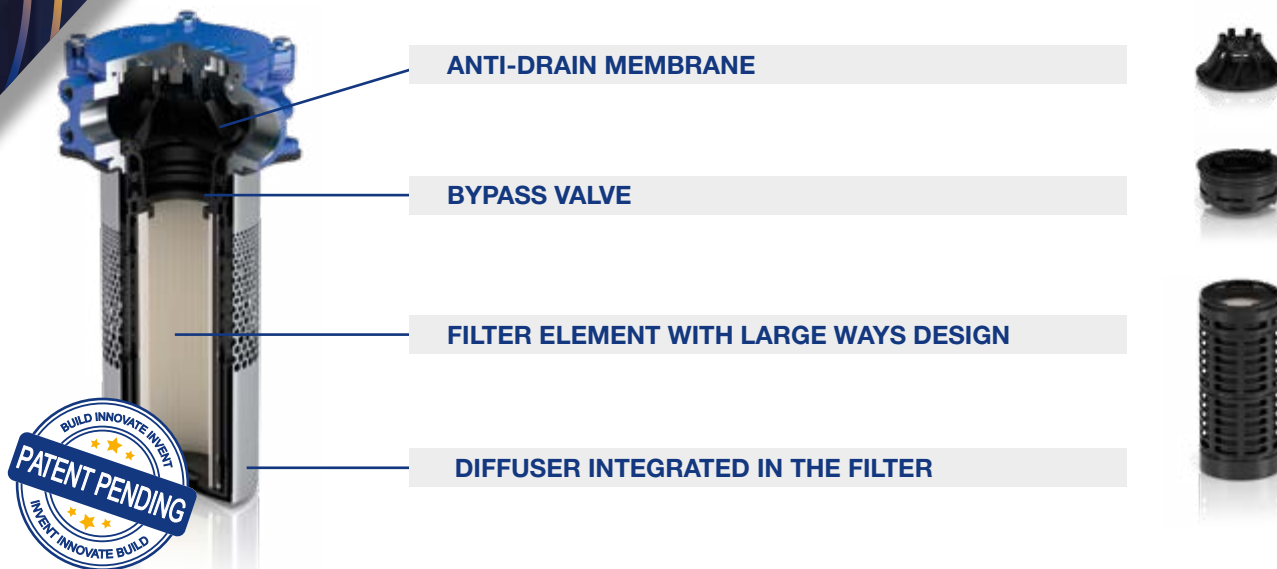 ANTI-DRAIN MEMBRANE
BYPASS VALVE
FILTER ELEMENT WITH LARGE WAYS DESIGN
DIFFUSER INTEGRATED IN THE FILTER
BUILD INNOVATE INVENT
PATENT PENDING
INVENT INNOVATE BUILD